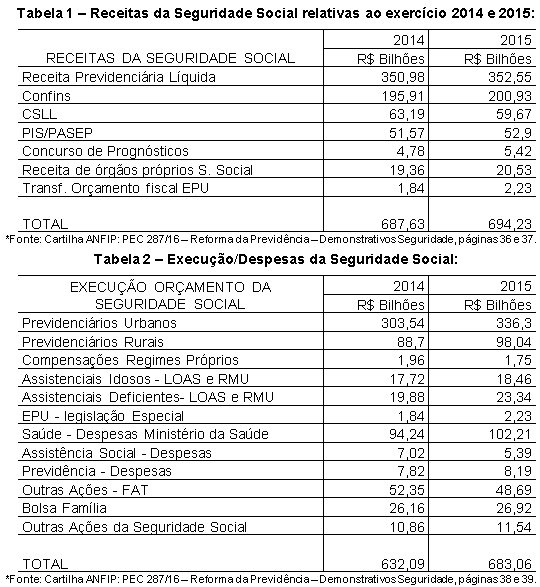 Tabela 1 – Receitas da Seguridade Social relativas ao exercício 2014 e 2015:
2014 2015
RECEITAS DA SEGURIDADE SOCIAL R$ Bilhões R$ Bilhões
Receita Previdenciária Líquida 350,98 352,55
Confins 195,91 200,93
CSLL 63,19 59,67
PIS/PASEP 51,57 52,9
Concurso de Prognósticos 4,78 5,42
Receita de órgãos próprios S. Social 19,36 20,53
Transf. Orçamento fiscal EPU 1,84 2,23
TOTAL 687,63 694,23
*Fonte: Cartilha ANFIP: PEC 287/16 – Reforma da Previdência – Demonstrativos Seguridade, páginas 36 e 37.
Tabela 2 – Execução/Despesas da Seguridade Social:
EXECUÇÃO ORÇAMENTO DA 2014 2015
SEGURIDADE SOCIAL R$ Bilhões R$ Bilhões
Previdenciários Urbanos 303,54 336,3
Previdenciários Rurais 88,7 98,04
Compensações Regimes Próprios 1,96 1,75
Assistenciais Idosos - LOAS e RMU 17,72 18,46
Assistenciais Deficientes- LOAS e RMU 19,88 23,34
EPU - legislação Especial 1,84 2,23
Saúde - Despesas Ministério da Saúde 94,24 102,21
Assistência Social - Despesas 7,02 5,39
Previdência - Despesas 7,82 8,19
Outras Ações - FAT 52,35 48,69
Bolsa Família 26,16 26,92
Outras Ações da Seguridade Social 10,86 11,54
TOTAL 632,09 683,06
*Fonte: Cartilha ANFIP: PEC 287/16 – Reforma da Previdência – Demonstrativos Seguridade, páginas 38 e 39.